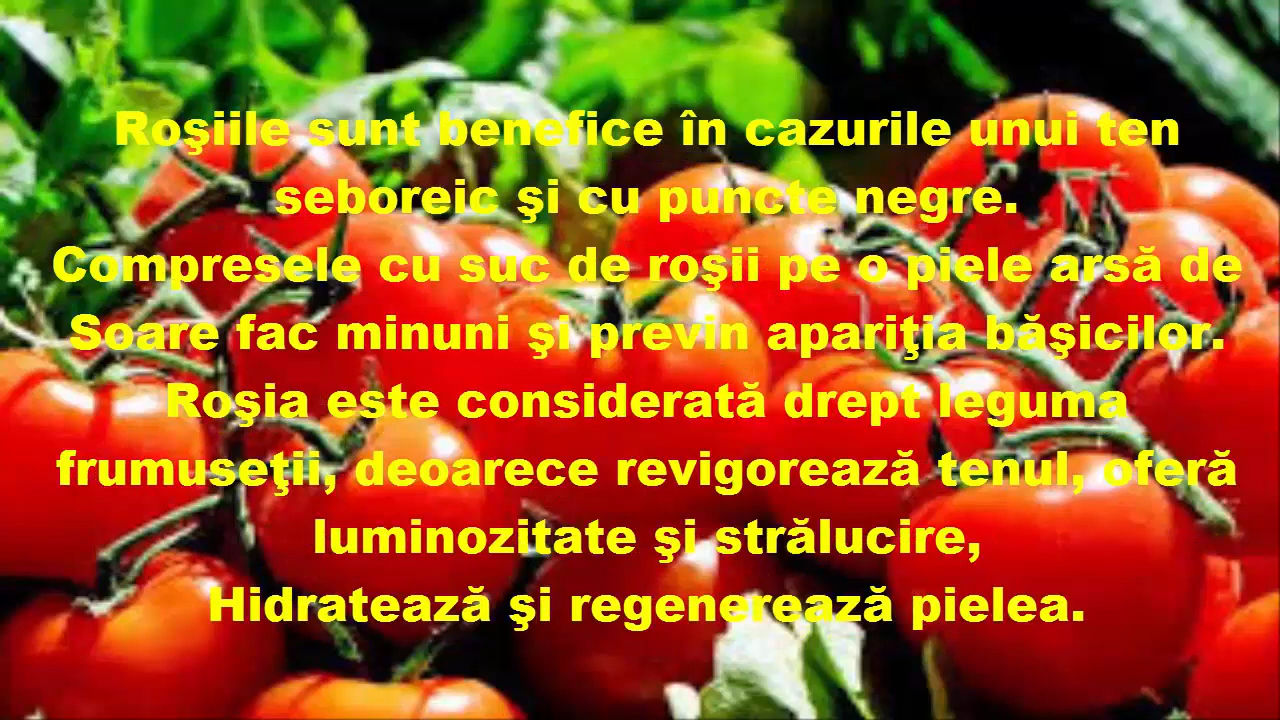 Roşiile sunt benefice în cazurile unui ten
seboreic şi cu puncte negre.
Compresele cu suc de roşii pe o piele arsă de
Soare fac minuni şi previn apariţia băşicilor.
Roşia este considerată drept leguma
frumuseţii, deoarece revigorează tenul, oferă
luminozitate şi strălucire,
Hidratează şi regenerează pielea.